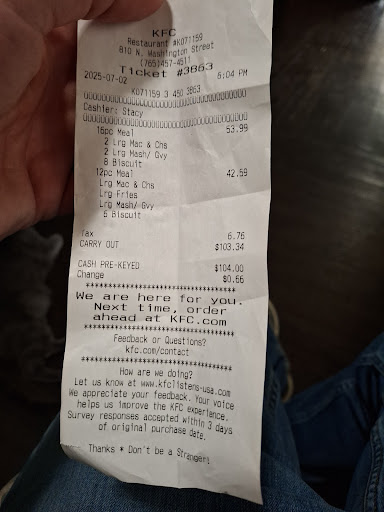 KFC
Restaurant #K071159
810 N. Washington Street
(765)457-4511
Ticket #3863
2025-07-02 6:04 PM
K071159 3 450 3863
Cashier: Stacy
16pc Meal 53.99
2 Lrg Mac & Chs
2 Lrg Mash/ Gvy
8 Biscuit
12pc Meal 42.59
Lrg Mac & Chs
Lrg Fries
Lrg Mash/ Gvy
6 Biscuit
Tax 6.76
CARRY OUT $103.34
CASH PRE-KEYED $104.00
Change $0.66
************************************
We are here for you.
Next time, order
ahead at KFC.com
************************************
Feedback or Questions?
kfc.com/contact
************************************
How are we doing?
Let us know at www.kfclistens-usa.com
We appreciate your feedback. Your voice
helps us improve the KFC experience.
Survey responses accepted within 3 days
of original purchase date.
Thanks * Don't be a Stranger!